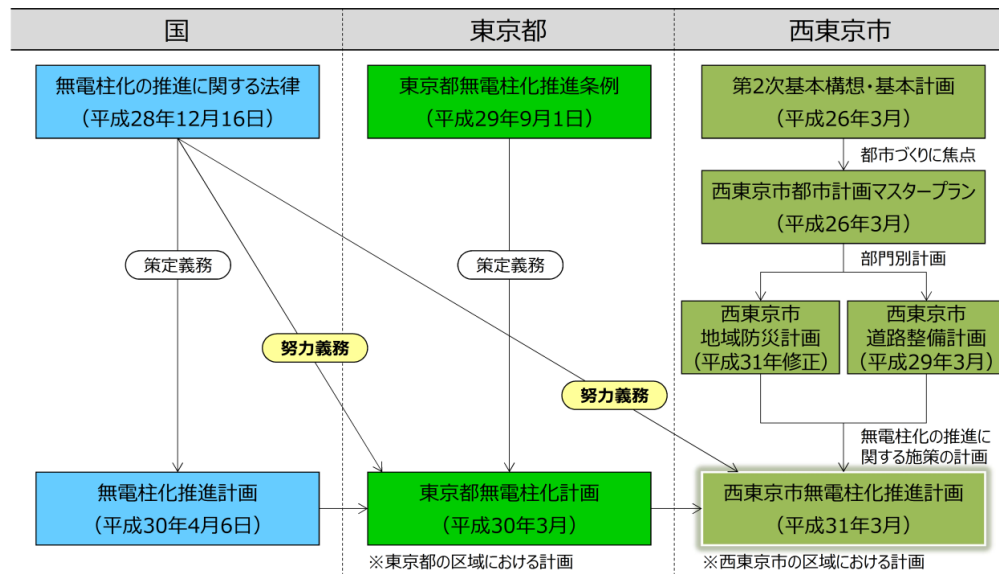 国
東京都
西東京市
無電柱化の推進に関する法律
（平成28年12月16日）
東京都無電柱化推進条例
（平成29年9月1日）
第2次基本構想・基本計画
（平成26年3月）
都市づくりに焦点
西東京市都市計画マスタープラン
（平成26年3月）
部門別計画
策定義務
策定義務
西東京市
地域防災計画
（平成31年修正）
西東京市
道路整備計画
（平成29年3月）
努力義務
努力義務
無電柱化の推進に
関する施策の計画
無電柱化推進計画
（平成30年4月6日）
東京都無電柱化計画
（平成30年3月）
西東京市無電柱化推進計画
（平成31年3月）
※東京都の区域における計画
※西東京市の区域における計画